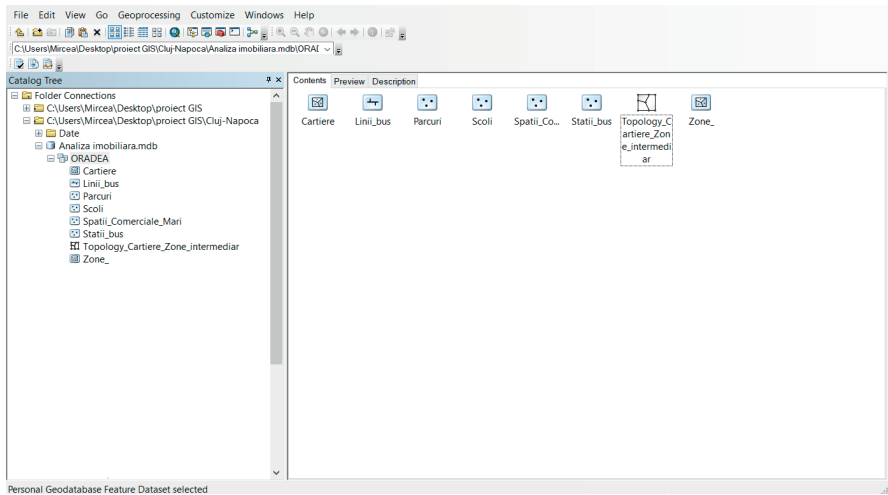 File Edit View Go Geoprocessing Customize Windows Help
C:\Users\Mircea\Desktop\proiect GIS\Cluj-Napoca\Analiza imobiliara.mdb\ORAD
Catalog Tree
Folder Connections
C:\Users\Mircea\Desktop\proiect GIS
C:\Users\Mircea\Desktop\proiect GIS\Cluj-Napoca
Date
Analiza imobiliara.mdb
ORADEA
Cartiere
Linii_bus
Parcuri
Scoli
Spatii_Comerciale_Mari
Statii_bus
Topology_Cartiere_Zone_intermediar
Zone_
Contents Preview Description
Cartiere Linii_bus Parcuri Scoli Spatii_Co... Statii_bus Topology_C Zone_
artiere_Zon
e_intermedi
ar
Personal Geodatabase Feature Dataset selected